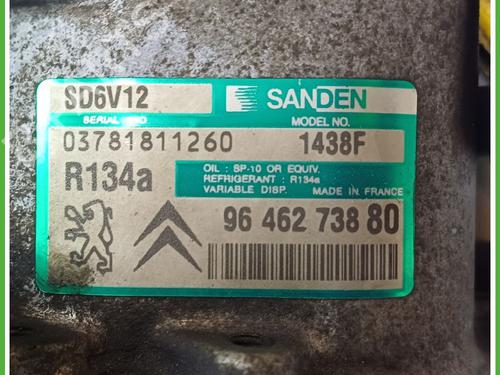 SD6V12 SANDEN
SERIAL NO MODEL NO.
03781811260 1438F
R134a
OIL : SP-10 OR EQUIV.
REFRIGERANT : R134a
VARIABLE DISP. MADE IN FRANCE
96 462 738 80